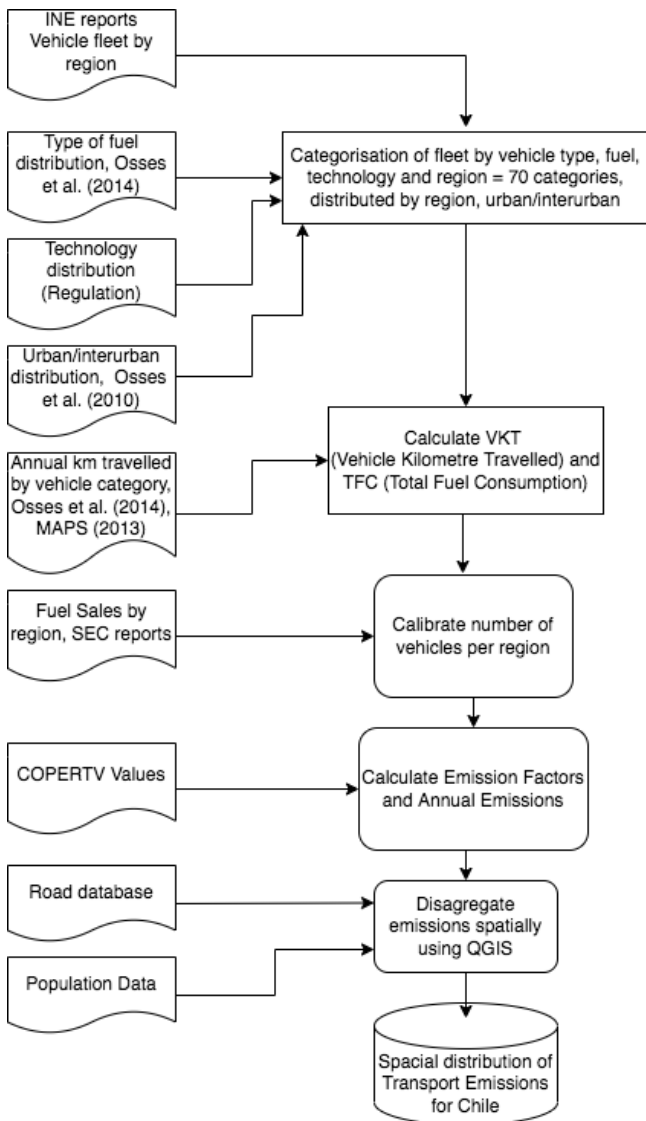 INE reports
Vehicle fleet by
region
Type of fuel
distribution, Osses
et al. (2014)
Categorisation of fleet by vehicle type, fuel,
technology and region = 70 categories,
distributed by region, urban/interurban
Technology
distribution
(Regulation)
Urban/interurban
distribution, Osses
et al. (2010)
Calculate VKT
(Vehicle Kilometre Travelled) and
TFC (Total Fuel Consumption)
Annual km travelled
by vehicle category,
Osses et al. (2014),
MAPS (2013)
Fuel Sales by
region, SEC reports
Calibrate number of
vehicles per region
COPERTV Values
Calculate Emission Factors
and Annual Emissions
Road database
Disagregate
emissions spatially
using QGIS
Population Data
Spacial distribution of
Transport Emissions
for Chile